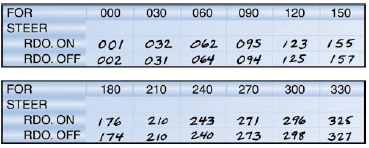 FOR 000 030 060 090 120 150
STEER
RDO. ON 001 032 062 095 123 155
RDO. OFF 002 031 064 094 125 157
FOR 180 210 240 270 300 330
STEER
RDO. ON 176 210 243 271 296 325
RDO. OFF 174 210 240 273 298 327